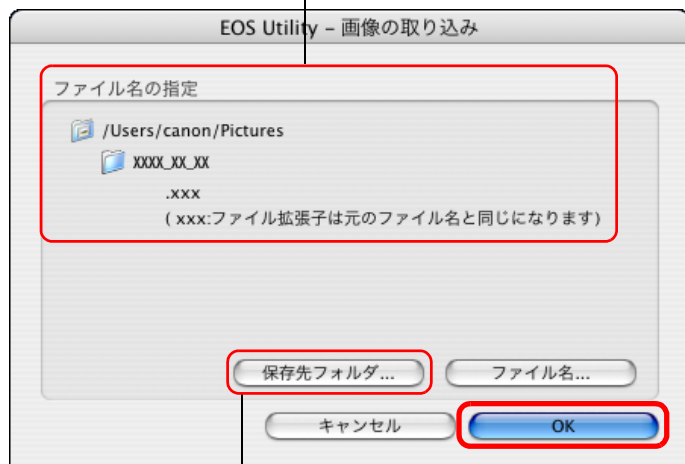 EOS Utility – 画像の取り込み
ファイル名の指定
/Users/canon/Pictures
XXXX_XX_XX
.xxx
( xxx:ファイル拡張子は元のファイル名と同じになります)
保存先フォルダ... ファイル名...
キャンセル OK